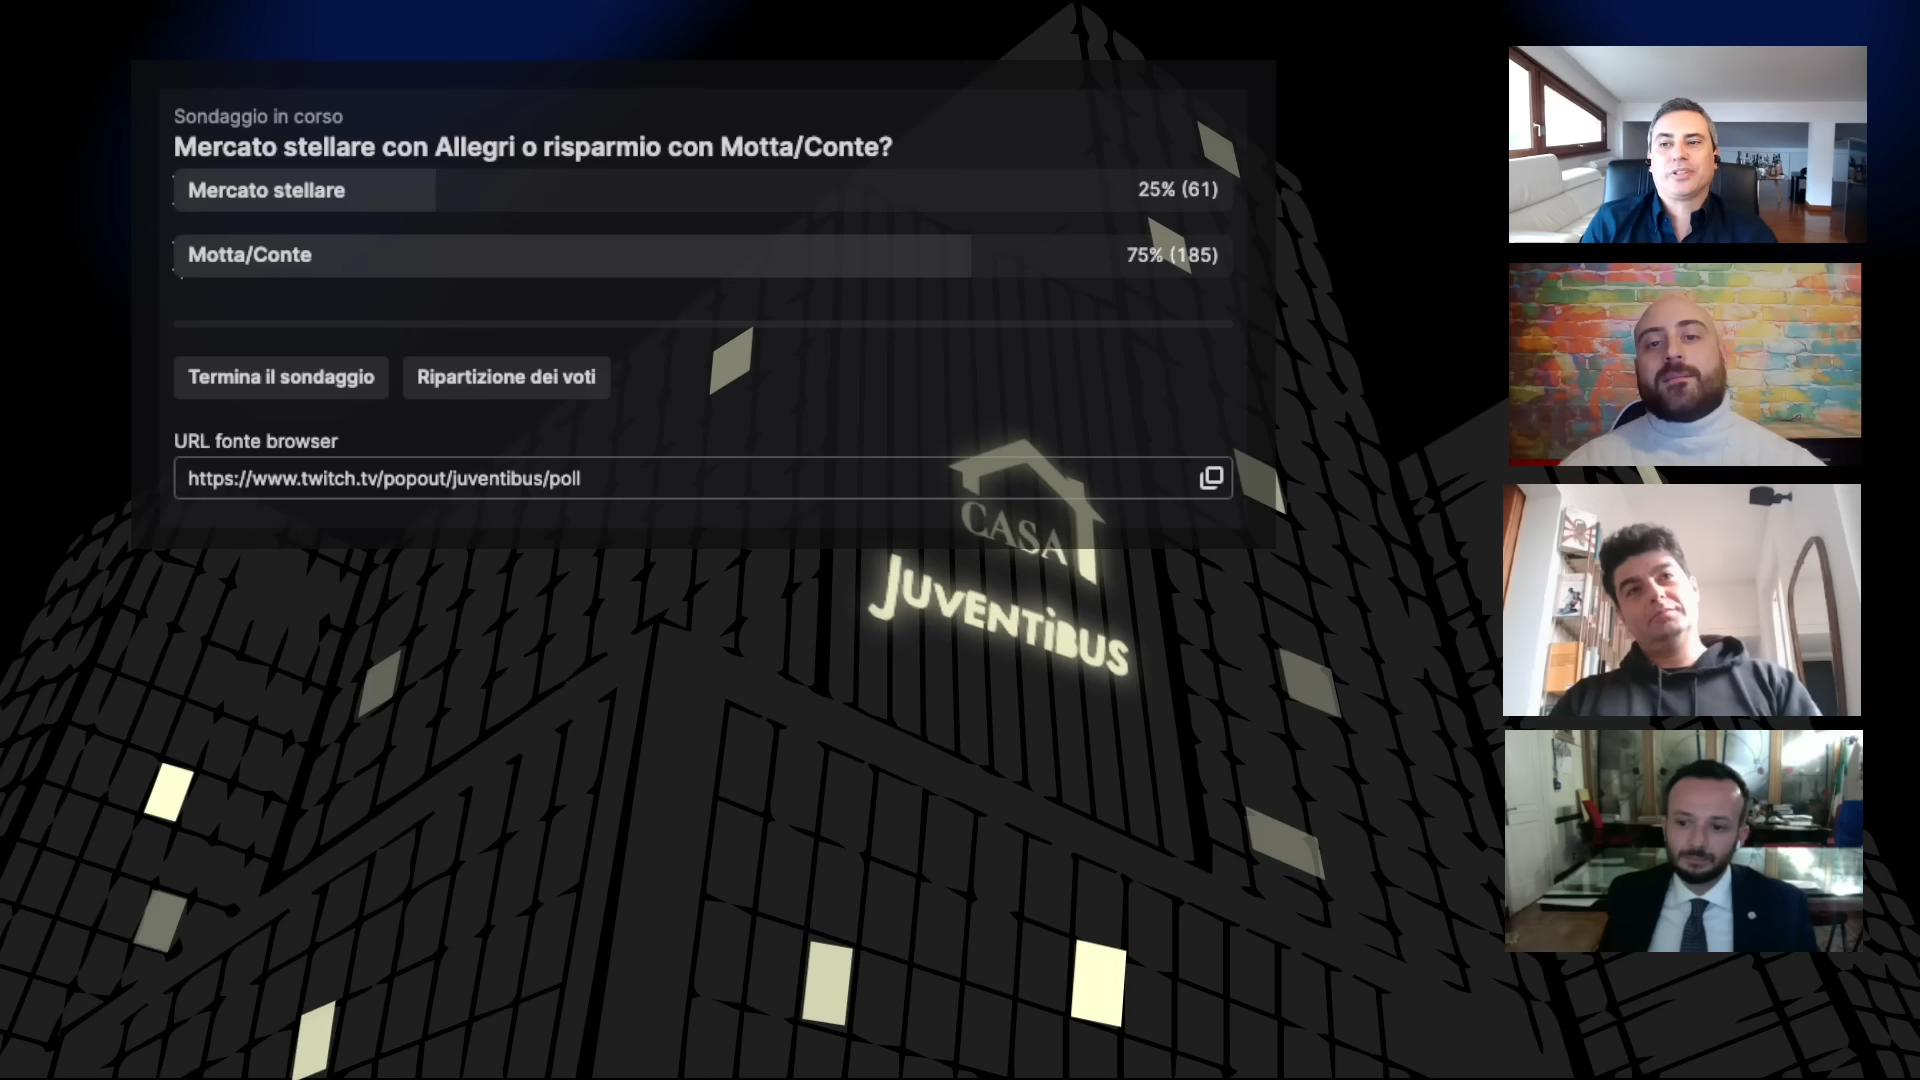 Sondaggio in corso
Mercato stellare con Allegri o risparmio con Motta/Conte?
Mercato stellare 25% (61)
Motta/Conte 75% (185)
Termina il sondaggio Ripartizione dei voti
URL fonte browser
https://www.twitch.tv/popout/juventibus/poll
CASA
JUVENTiBUS